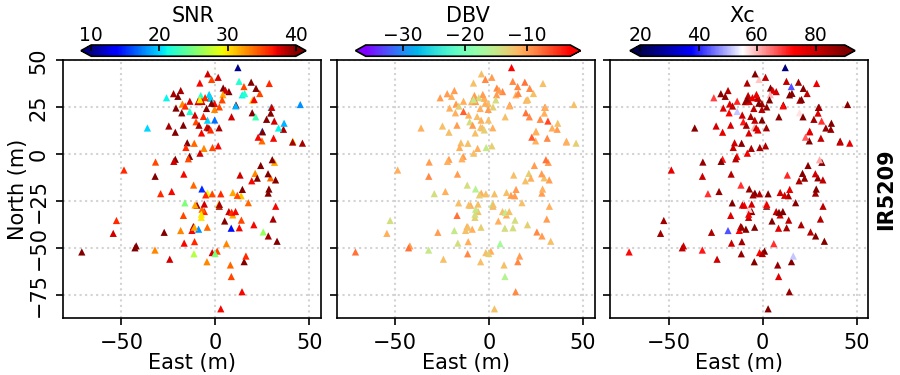 SNR DBV Xc
10 20 30 40 −30 −20 −10 20 40 60 80
50
25
0
−25
−50
−75
North (m)
IR5209
−50 0 50 −50 0 50 −50 0 50
East (m) East (m) East (m)